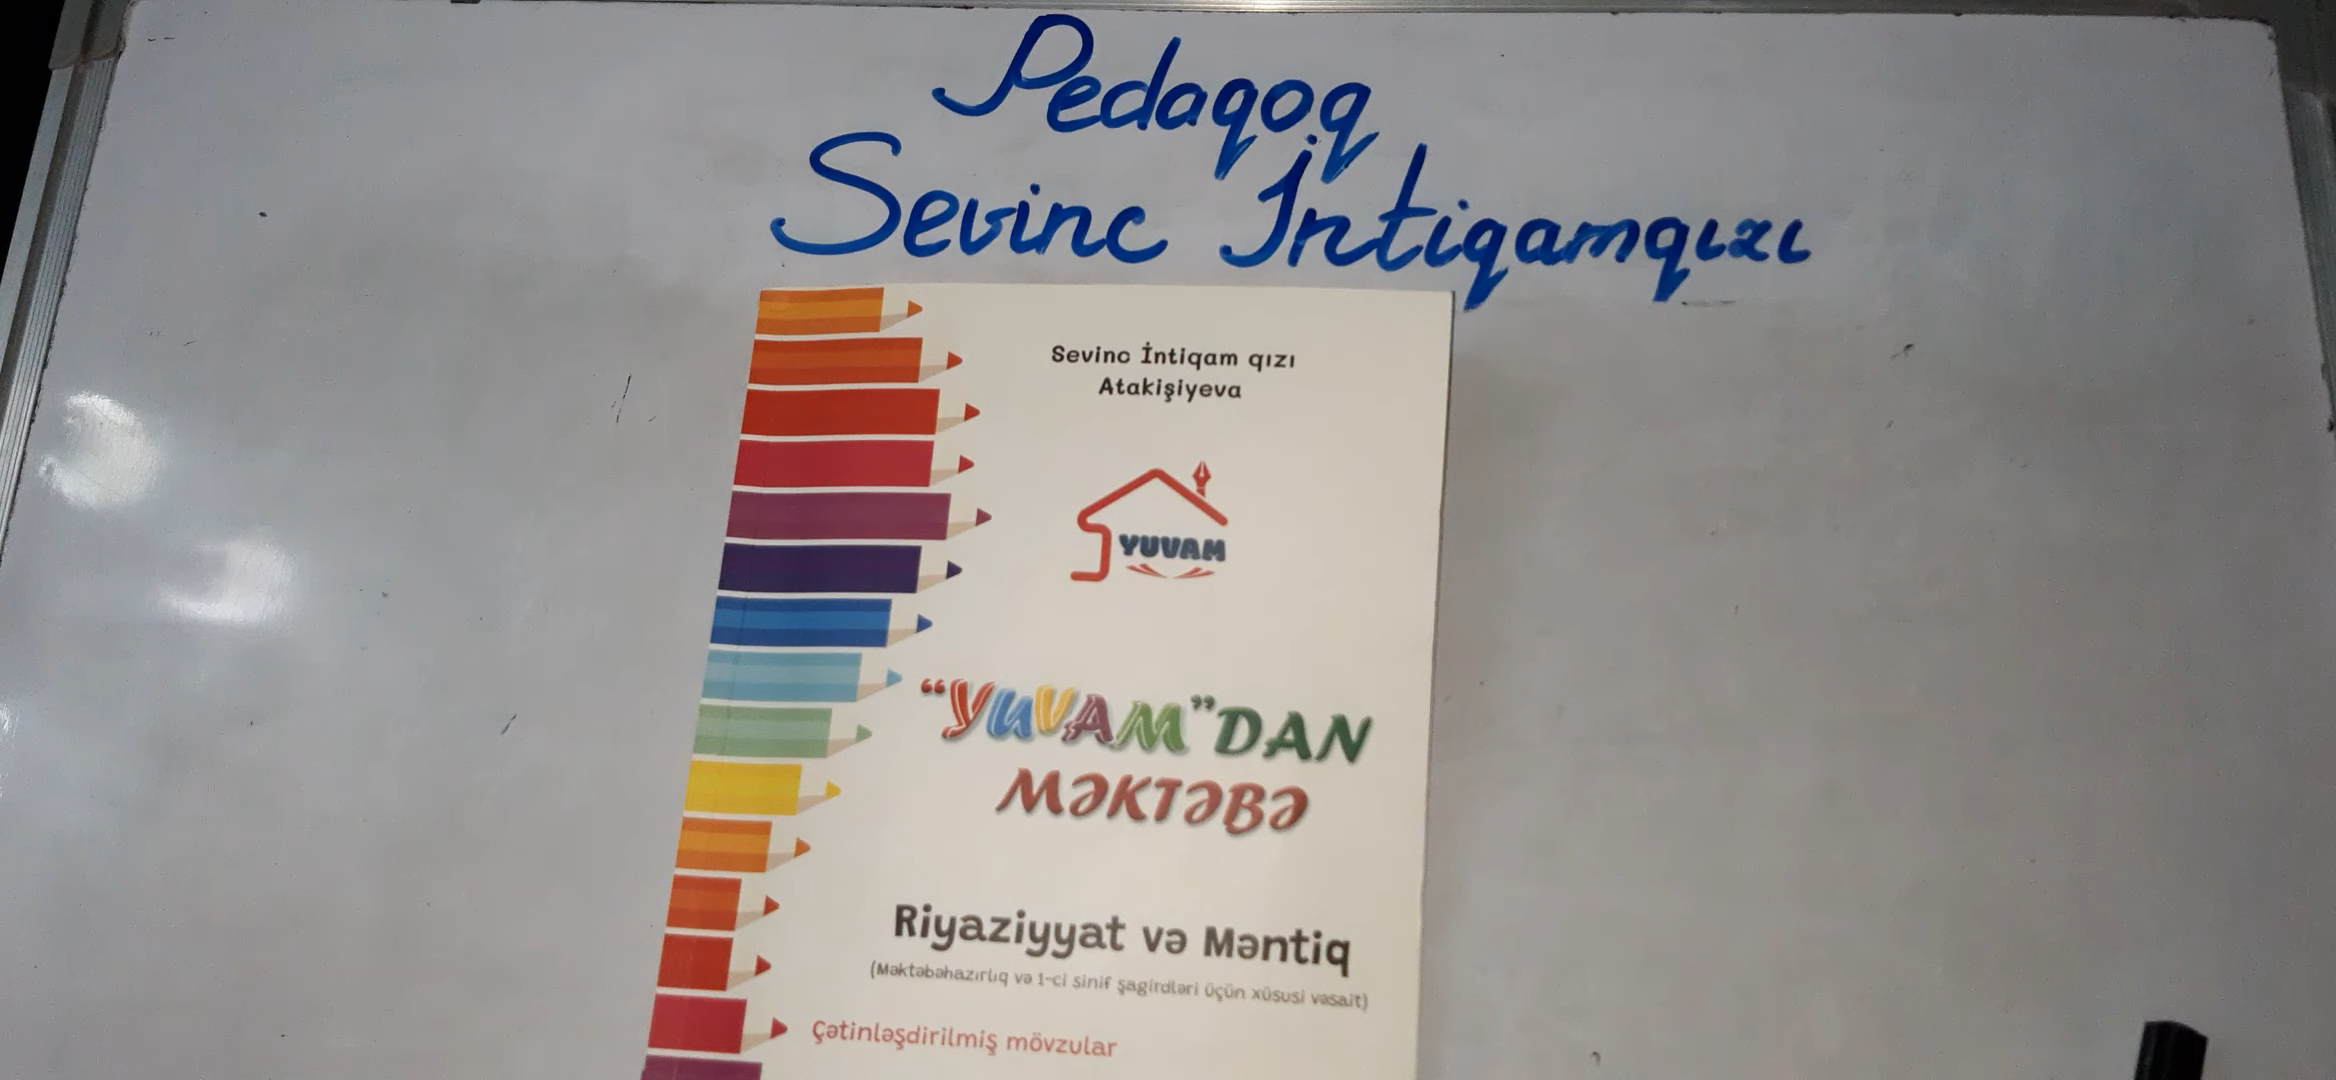 Pedaqoq
Sevinc İntiqamqızı
Sevinc İntiqam qızı
Atakişiyeva
YUVAM
“YUVAM”DAN
MƏKTƏBƏ
Riyaziyyat və Məntiq
(Məktəbəhazırlıq və 1-ci sinif şagirdləri üçün xüsusi vəsait)
Çətinləşdirilmiş mövzular